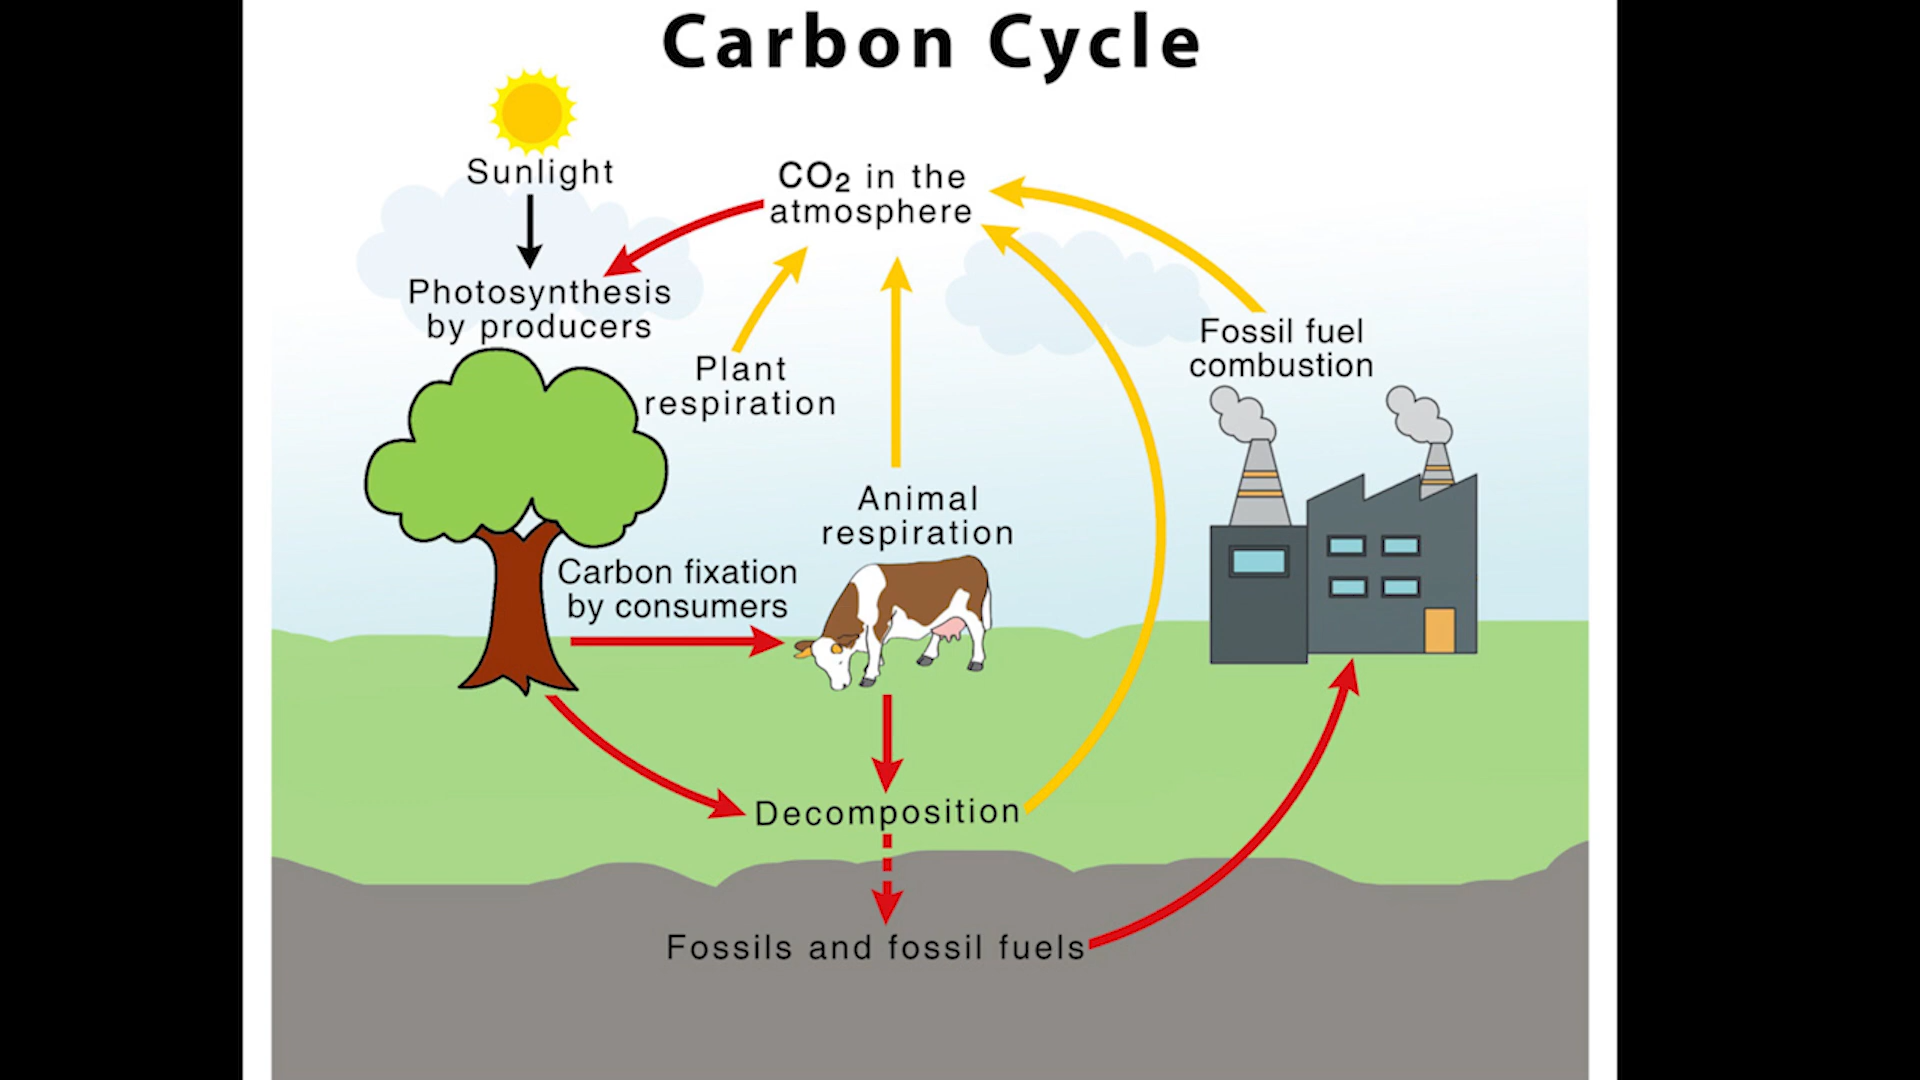 Carbon Cycle
Sunlight
CO₂ in the
atmosphere
Photosynthesis
by producers
Plant
respiration
Fossil fuel
combustion
Animal
respiration
Carbon fixation
by consumers
Decomposition
Fossils and fossil fuels